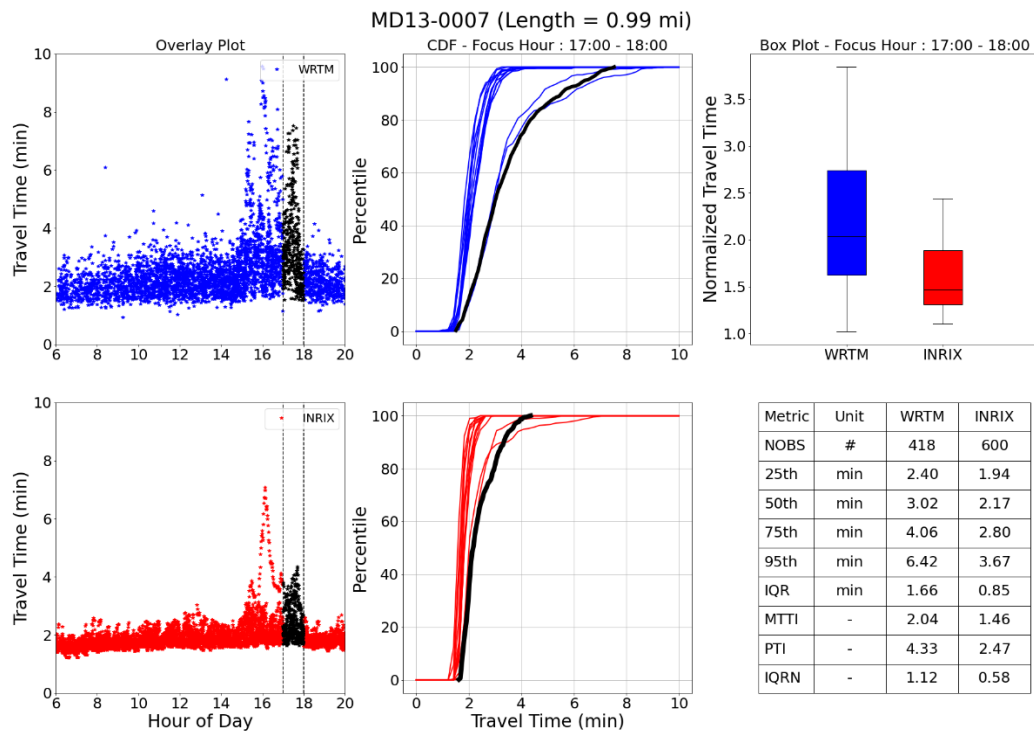 MD13-0007 (Length = 0.99 mi)
Overlay Plot
CDF - Focus Hour : 17:00 - 18:00
Box Plot - Focus Hour : 17:00 - 18:00
Travel Time (min)
10
8
6
4
2
0
WRTM
6 8 10 12 14 16 18 20
Percentile
100
80
60
40
20
0
0 2 4 6 8 10
Normalized Travel Time
3.5
3.0
2.5
2.0
1.5
1.0
WRTM INRIX
Travel Time (min)
10
8
6
4
2
0
INRIX
6 8 10 12 14 16 18 20
Hour of Day
Percentile
100
80
60
40
20
0
0 2 4 6 8 10
Travel Time (min)
Metric Unit WRTM INRIX
NOBS # 418 600
25th min 2.40 1.94
50th min 3.02 2.17
75th min 4.06 2.80
95th min 6.42 3.67
IQR min 1.66 0.85
MTTI - 2.04 1.46
PTI - 4.33 2.47
IQRN - 1.12 0.58